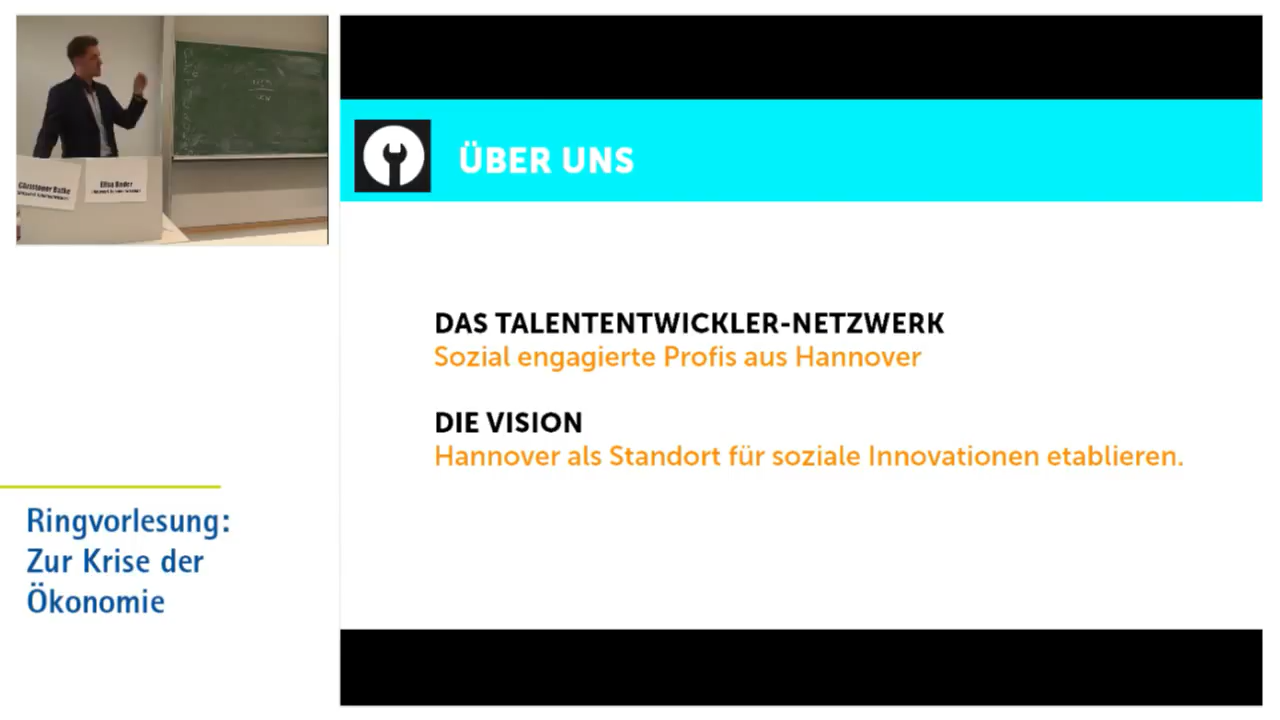 ÜBER UNS
DAS TALENTENTWICKLER-NETZWERK
Sozial engagierte Profis aus Hannover
DIE VISION
Hannover als Standort für soziale Innovationen etablieren.
Ringvorlesung:
Zur Krise der
Ökonomie